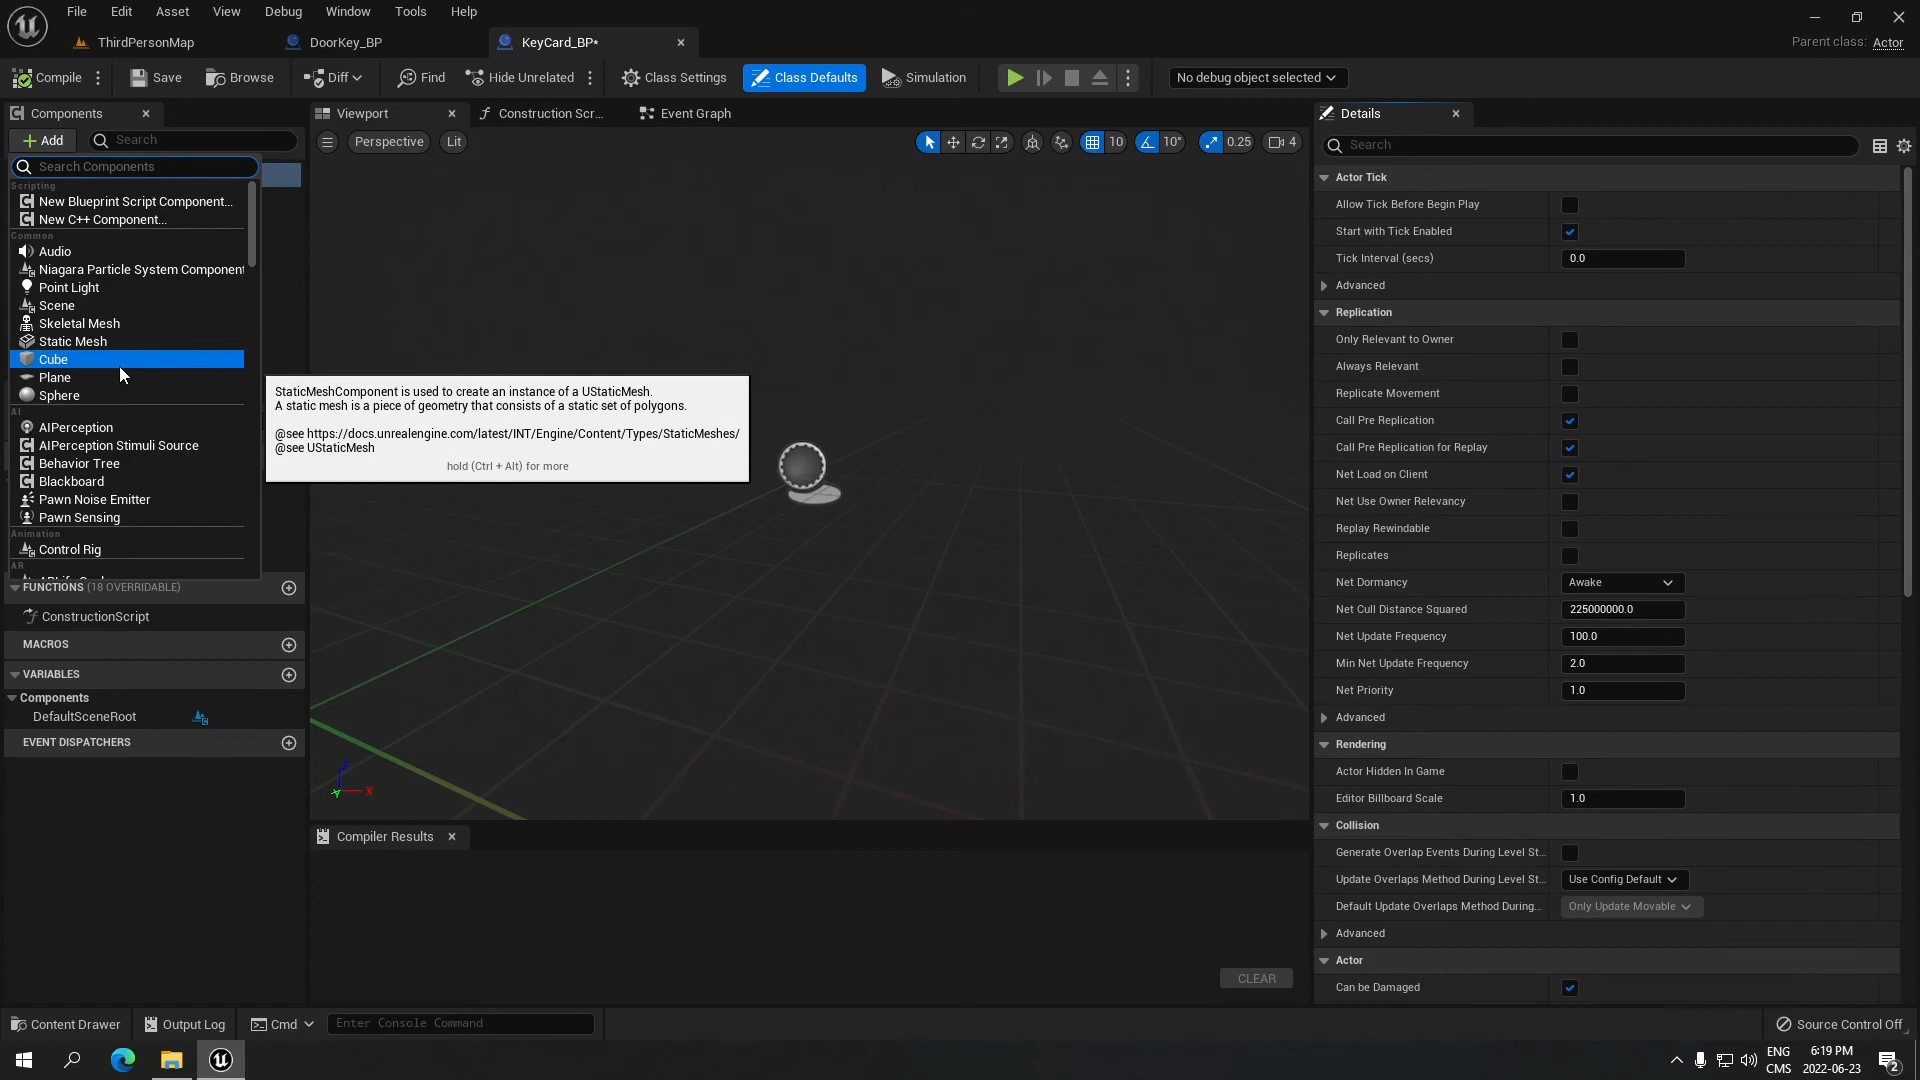 File Edit Asset View Debug Window Tools Help
ThirdPersonMap DoorKey_BP KeyCard_BP*
Parent class: Actor
Compile Save Browse Diff Find Hide Unrelated Class Settings Class Defaults Simulation No debug object selected
Components Viewport Construction Scr... Event Graph Details
Add Search
Perspective Lit 10 10° 0.25 4
Search
Search Components
Scripting
New Blueprint Script Component...
New C++ Component...
Common
Audio
Niagara Particle System Component
Point Light
Scene
Skeletal Mesh
Static Mesh
Cube
Plane
Sphere
AI
AIPerception
AIPerception Stimuli Source
Behavior Tree
Blackboard
Pawn Noise Emitter
Pawn Sensing
Animation
Control Rig
AR
StaticMeshComponent is used to create an instance of a UStaticMesh.
A static mesh is a piece of geometry that consists of a static set of polygons.
@see https://docs.unrealengine.com/latest/INT/Engine/Content/Types/StaticMeshes/
@see UStaticMesh
hold (Ctrl + Alt) for more
FUNCTIONS (18 OVERRIDABLE)
ConstructionScript
MACROS
VARIABLES
Components
DefaultSceneRoot
EVENT DISPATCHERS
Z
X
Y
Compiler Results
CLEAR
Actor Tick
Allow Tick Before Begin Play
Start with Tick Enabled
Tick Interval (secs) 0.0
Advanced
Replication
Only Relevant to Owner
Always Relevant
Replicate Movement
Call Pre Replication
Call Pre Replication for Replay
Net Load on Client
Net Use Owner Relevancy
Replay Rewindable
Replicates
Net Dormancy Awake
Net Cull Distance Squared 225000000.0
Net Update Frequency 100.0
Min Net Update Frequency 2.0
Net Priority 1.0
Advanced
Rendering
Actor Hidden In Game
Editor Billboard Scale 1.0
Collision
Generate Overlap Events During Level St...
Update Overlaps Method During Level St... Use Config Default
Default Update Overlaps Method During... Only Update Movable
Advanced
Actor
Can be Damaged
Content Drawer Output Log Cmd Enter Console Command Source Control Off
ENG
CMS
6:19 PM
2022-06-23
2